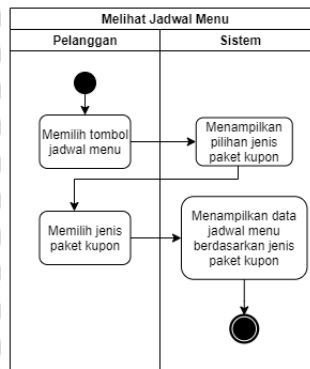 Melihat Jadwal Menu
Pelanggan
Sistem
Memilih tombol
jadwal menu
Menampilkan
pilihan jenis
paket kupon
Memilih jenis
paket kupon
Menampilkan data
jadwal menu
berdasarkan jenis
paket kupon